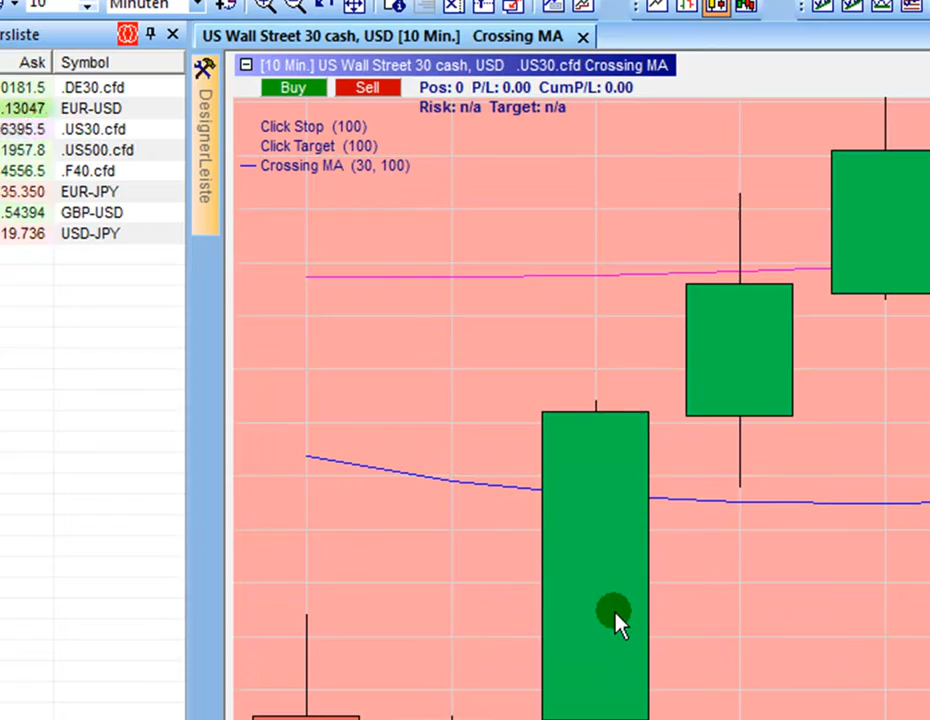 10 Minuten
rsliste
US Wall Street 30 cash, USD [10 Min.] Crossing MA
Ask Symbol
0181.5 .DE30.cfd
.13047. EUR-USD
6395.5 .US30.cfd
1957.8 .US500.cfd
4556.5 .F40.cfd
35.350 EUR-JPY
.54394 GBP-USD
19.736 USD-JPY
DesignerLeiste
[10 Min.] US Wall Street 30 cash, USD .US30.cfd Crossing MA
Buy Sell Pos: 0 P/L: 0.00 CumP/L: 0.00
Risk: n/a Target: n/a
Click Stop (100)
Click Target (100)
Crossing MA (30, 100)